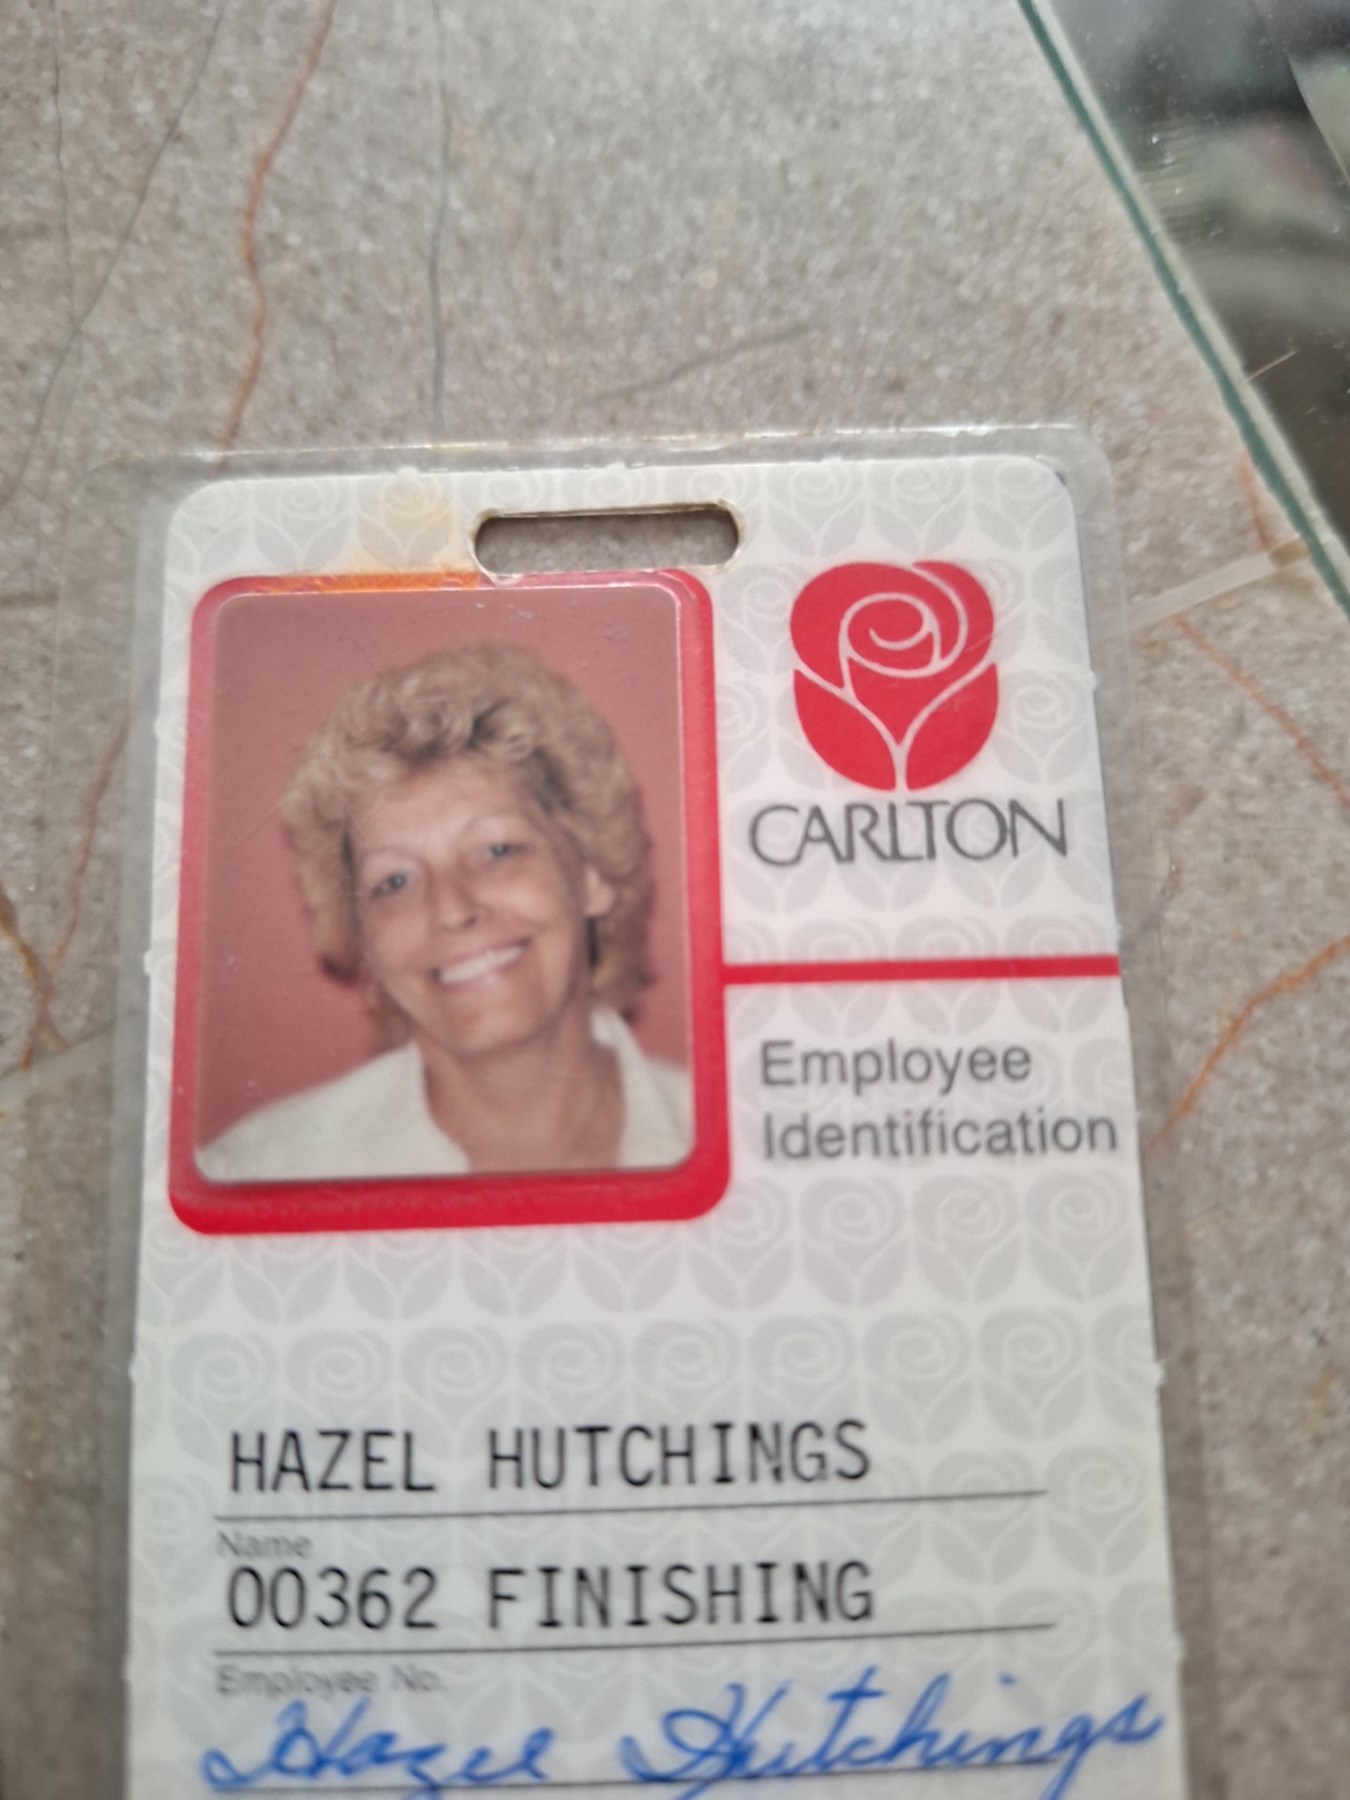 CARLTON
Employee
Identification
HAZEL HUTCHINGS
Name
00362 FINISHING
Employee No.
Hazel Hutchings